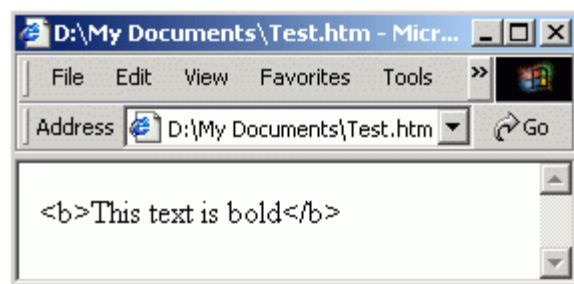 D:\My Documents\Test.htm - Micr...
File Edit View Favorites Tools »
Address D:\My Documents\Test.htm Go
<b>This text is bold</b>